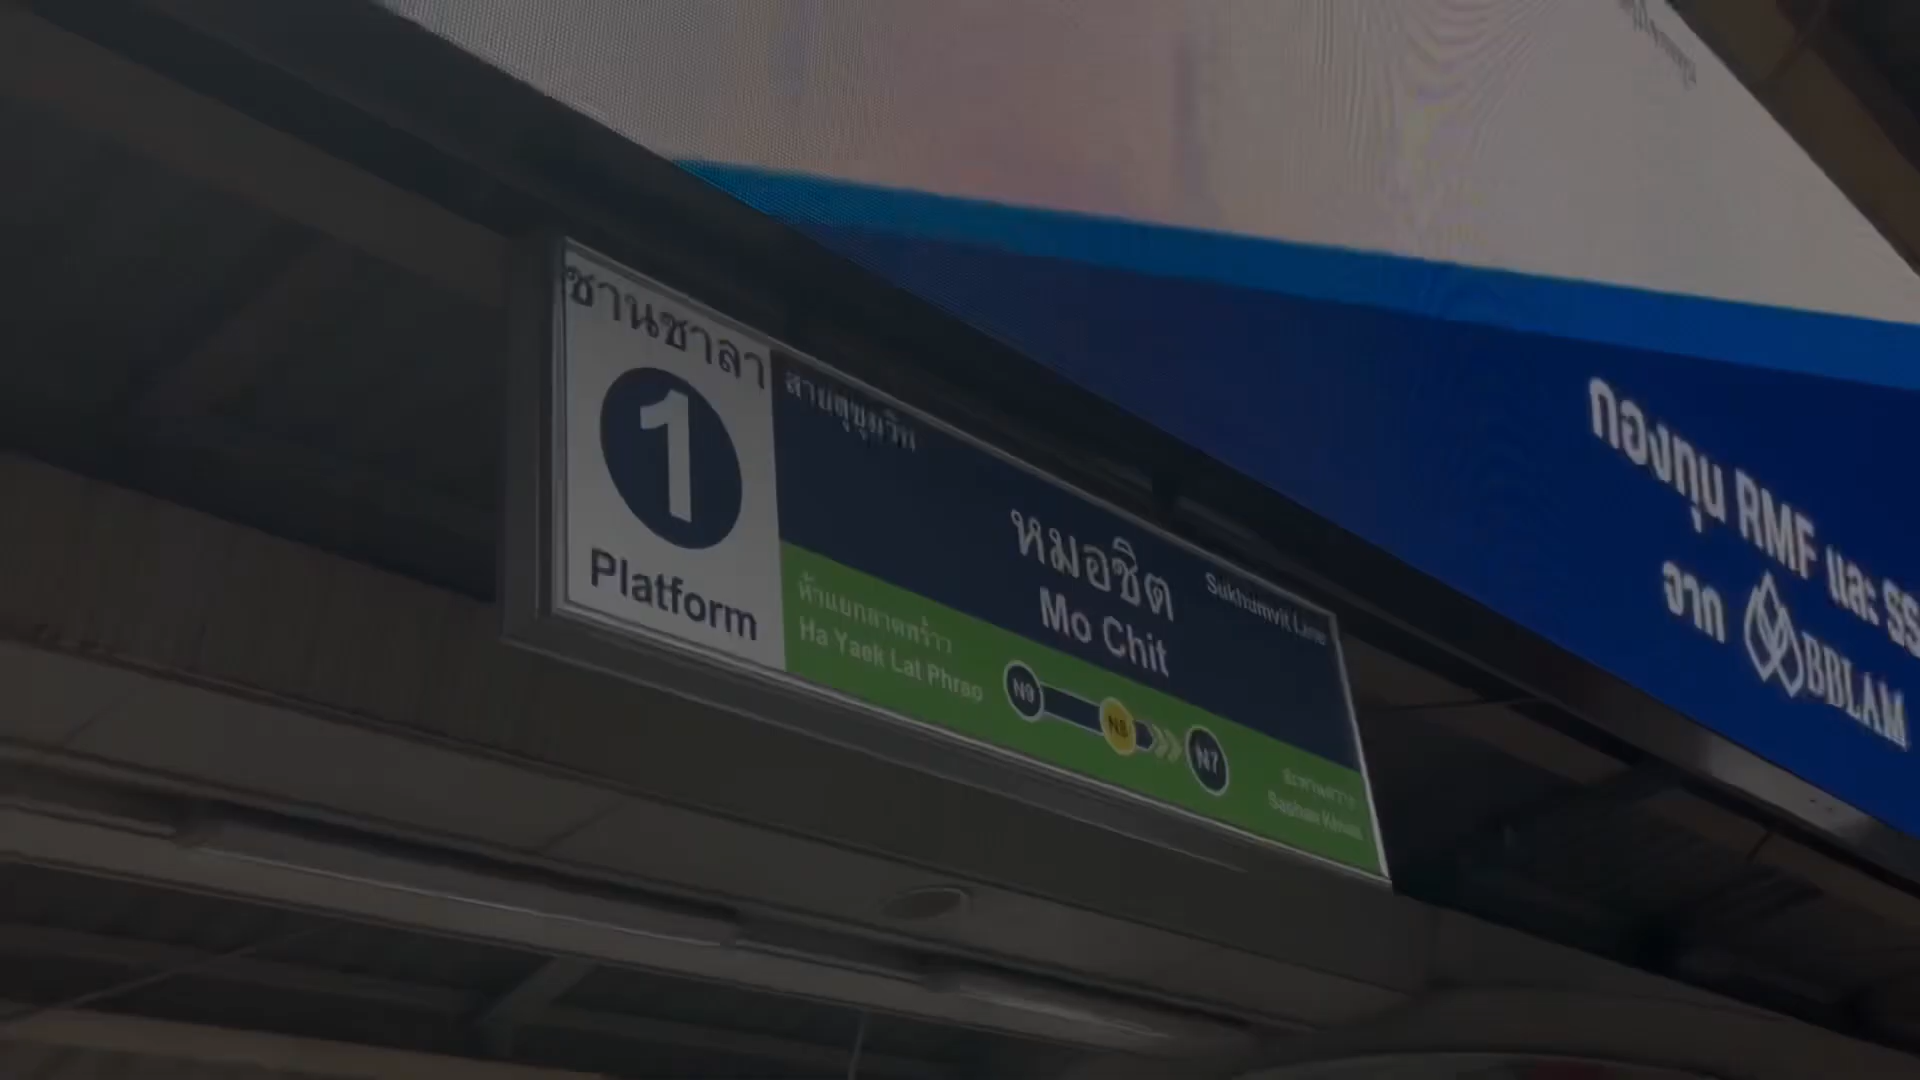 ชานชาลา
1
Platform
สายสุขุมวิท
หมอชิต
Mo Chit
Sukhumvit Line
ห้าแยกลาดพร้าว
Ha Yaek Lat Phrao
N9
N8
N7
สะพานควาย
Saphan Khwai
กองทุน RMF และ
จาก BBLAM